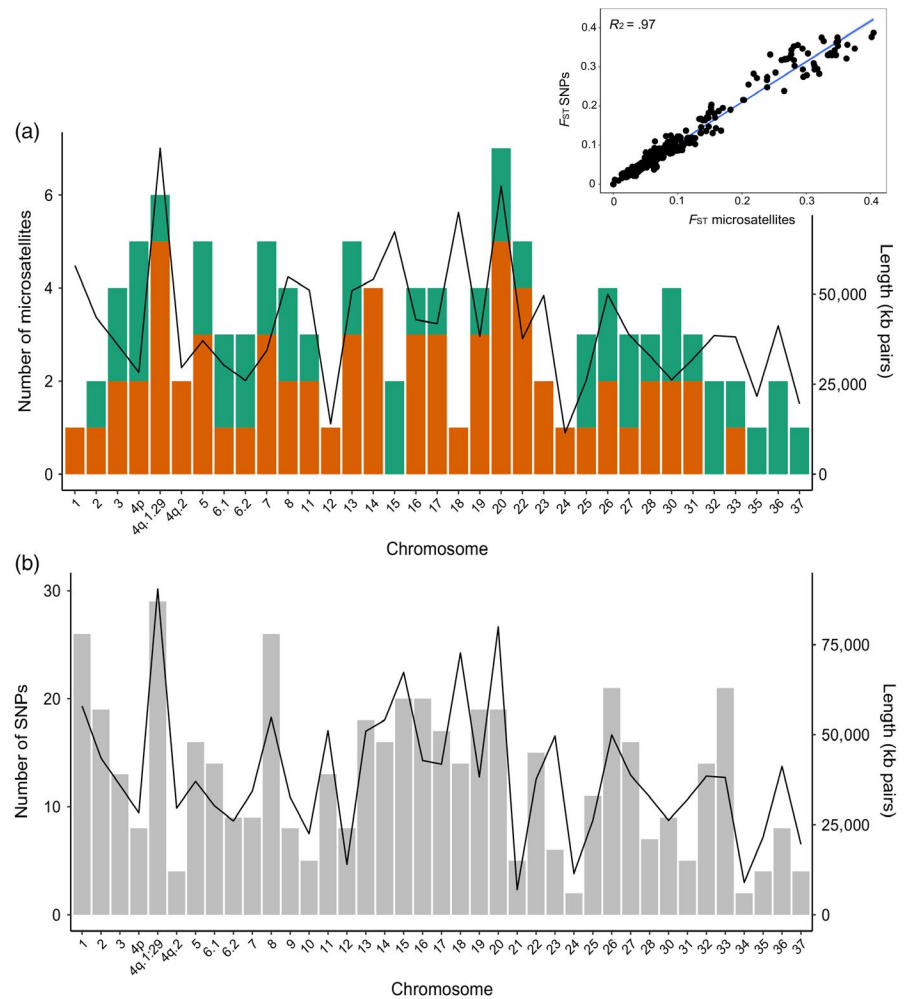 R2 = .97
0.4
0.3
0.2
0.1
0
FST SNPs
0 0.1 0.2 0.3 0.4
FST microsatellites
(a)
6
4
2
0
Number of microsatellites
50,000
25,000
0
Length (kb pairs)
1 2 3 4p 4q.1:29 4q.2 5 6.1 6.2 7 8 11 12 13 14 15 16 17 18 19 20 22 23 24 25 26 27 28 30 31 32 33 35 36 37
Chromosome
(b)
30
20
10
0
Number of SNPs
75,000
50,000
25,000
0
Length (kb pairs)
1 2 3 4p 4q.1:29 4q.2 5 6.1 6.2 7 8 9 10 11 12 13 14 15 16 17 18 19 20 21 22 23 24 25 26 27 28 30 31 32 33 34 35 36 37
Chromosome